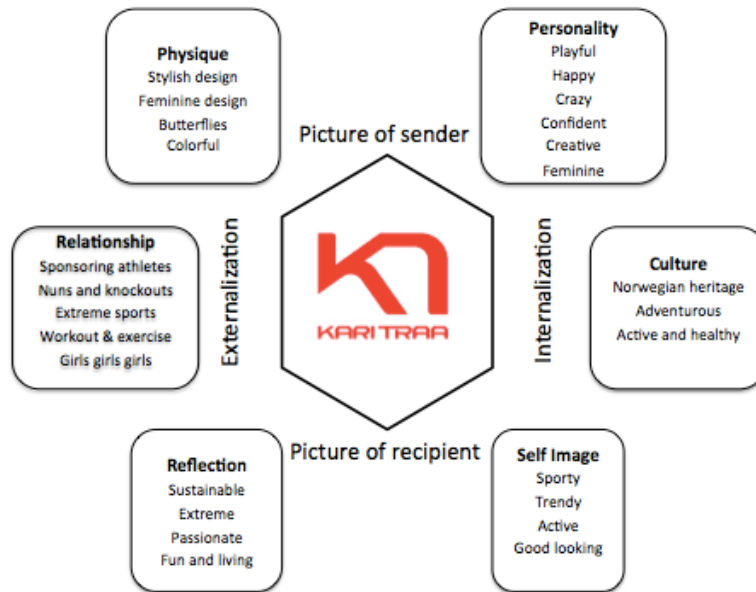 Physique
Stylish design
Feminine design
Butterflies
Colorful
Personality
Playful
Happy
Crazy
Confident
Creative
Feminine
Picture of sender
Relationship
Sponsoring athletes
Nuns and knockouts
Extreme sports
Workout & exercise
Girls girls girls
Externalization
KARI TRAA
Internalization
Culture
Norwegian heritage
Adventurous
Active and healthy
Picture of recipient
Reflection
Sustainable
Extreme
Passionate
Fun and living
Self Image
Sporty
Trendy
Active
Good looking